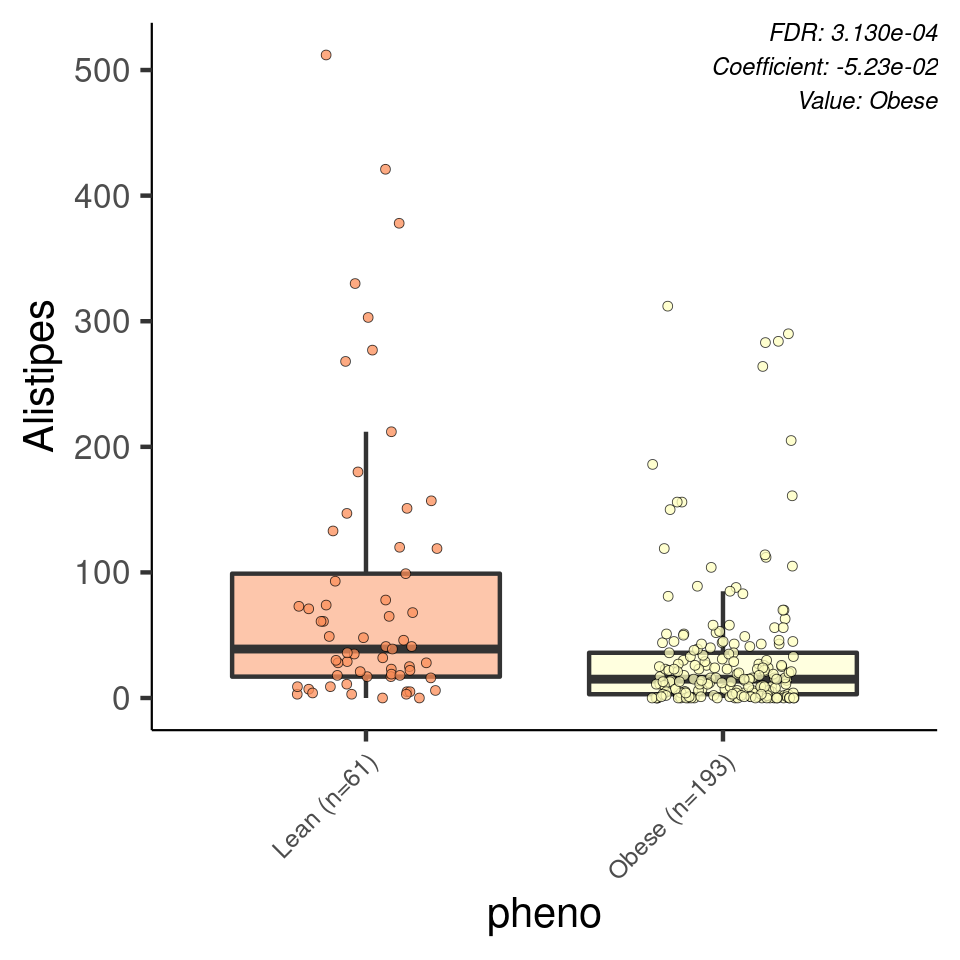 FDR: 3.130e-04
Coefficient: -5.23e-02
Value: Obese
500
400
300
200
100
0
Alistipes
Lean (n=61)
Obese (n=193)
pheno